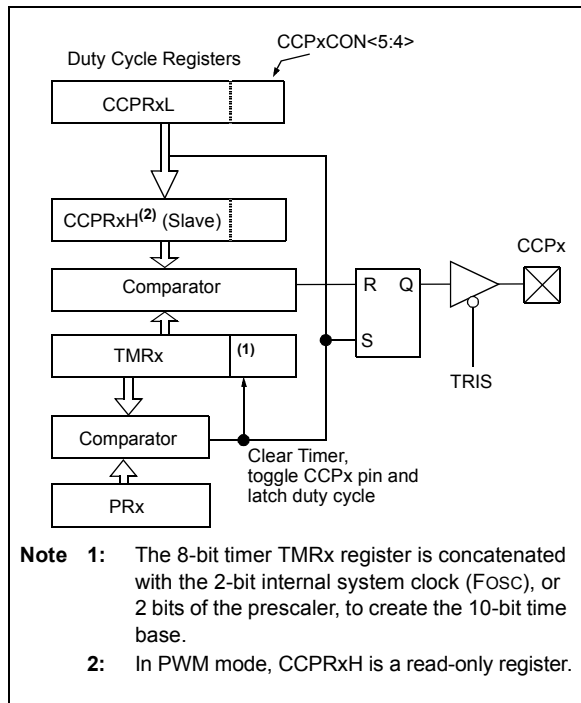 CCPxCON<5:4>
Duty Cycle Registers
CCPRxL
CCPRxH(2) (Slave)
CCPx
Comparator
R Q
S
TMRx (1)
TRIS
Comparator
Clear Timer,
toggle CCPx pin and
latch duty cycle
PRx
Note 1: The 8-bit timer TMRx register is concatenated
with the 2-bit internal system clock (FOSC), or
2 bits of the prescaler, to create the 10-bit time
base.
2: In PWM mode, CCPRxH is a read-only register.